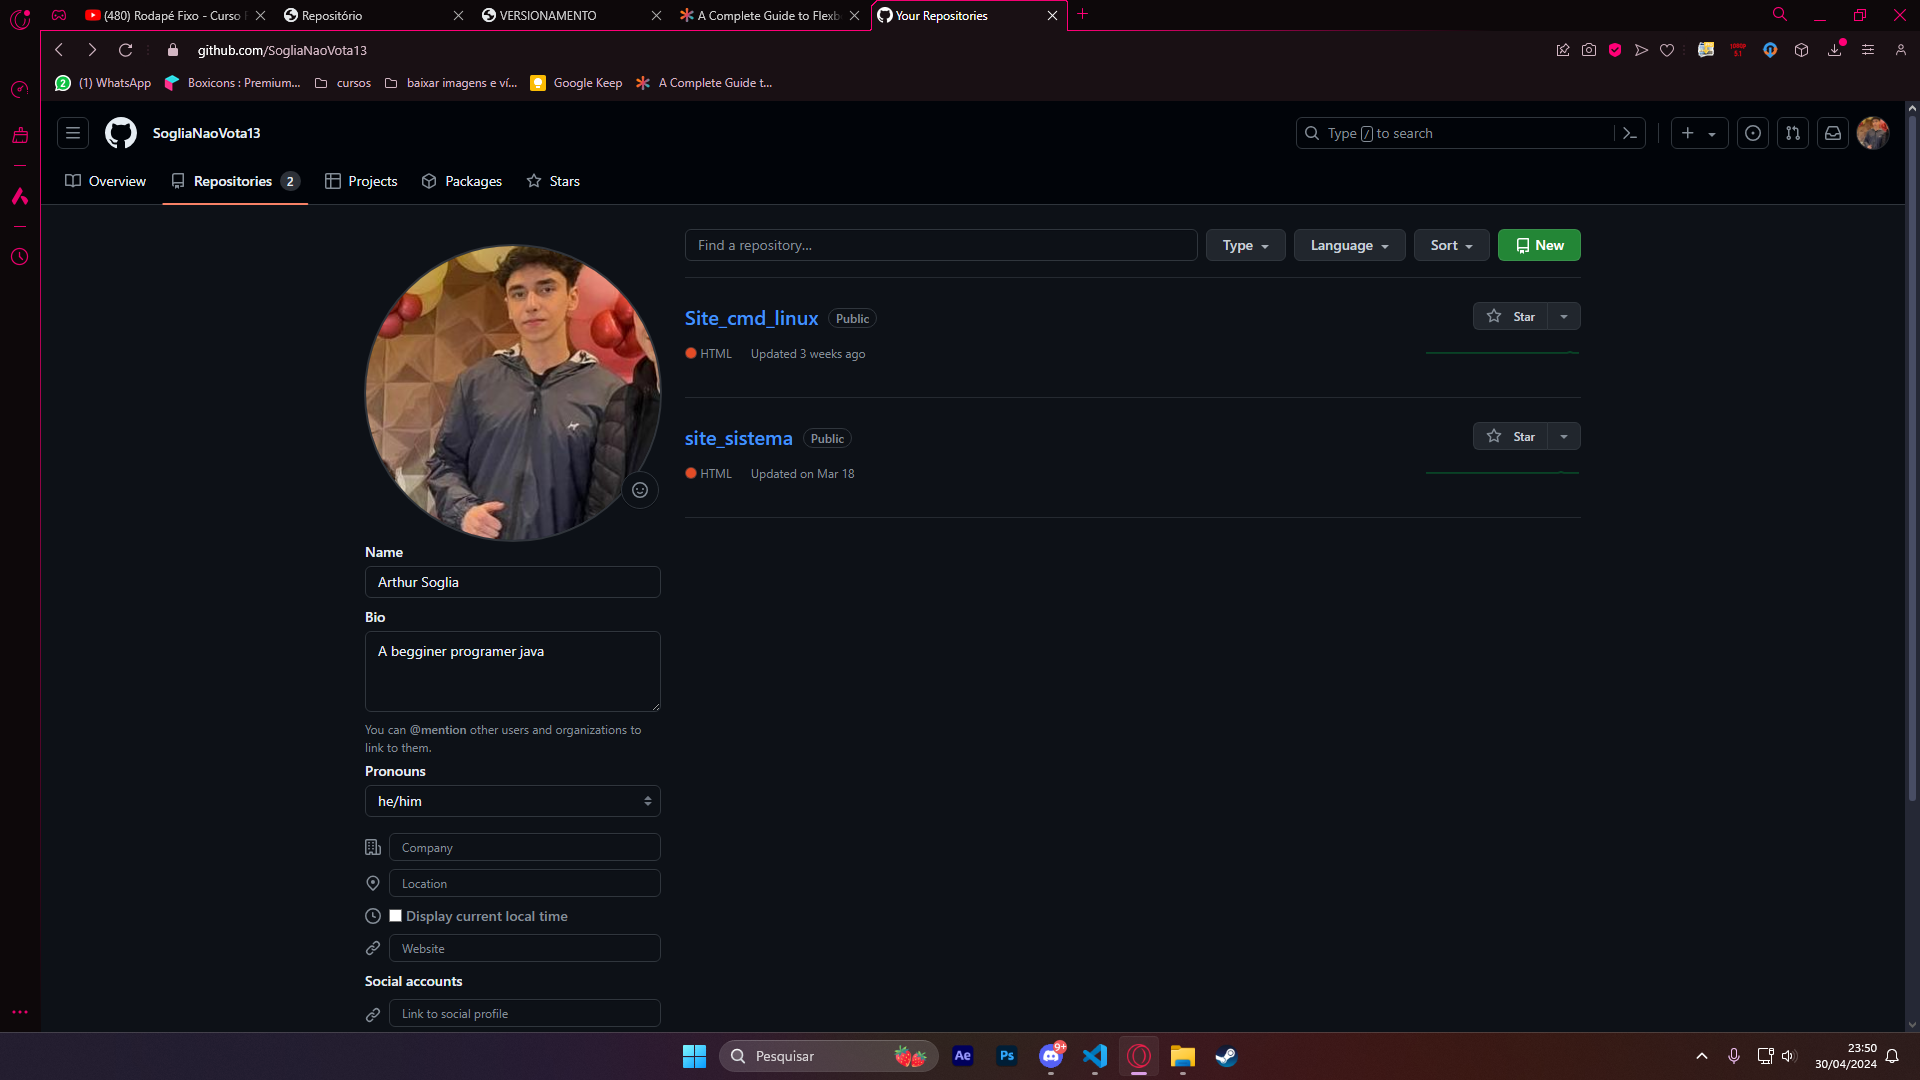 (480) Rodapé Fixo - Curso
Repositório
VERSIONAMENTO
A Complete Guide to Flexb
Your Repositories
github.com/SogliaNaoVota13
(1) WhatsApp
Boxicons : Premium...
cursos
baixar imagens e ví...
Google Keep
A Complete Guide t...
SogliaNaoVota13
Type / to search
Overview
Repositories 2
Projects
Packages
Stars
Find a repository...
Type
Language
Sort
New
Site_cmd_linux Public
Star
HTML Updated 3 weeks ago
site_sistema Public
Star
HTML Updated on Mar 18
Name
Arthur Soglia
Bio
A begginer programer java
You can @mention other users and organizations to
link to them.
Pronouns
he/him
Company
Location
Display current local time
Website
Social accounts
Link to social profile
Pesquisar
Ae
Ps
9+
23:50
30/04/2024